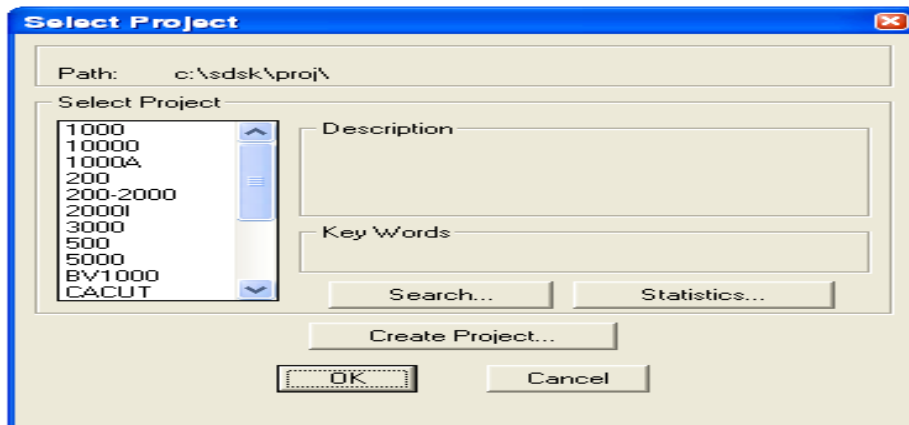 Select Project
Path: c:\sdsk\proj\
Select Project
1000
10000
1000A
200
200-2000
2000I
3000
500
5000
BV1000
CACUT
Description
Key Words
Search...
Statistics...
Create Project...
OK
Cancel